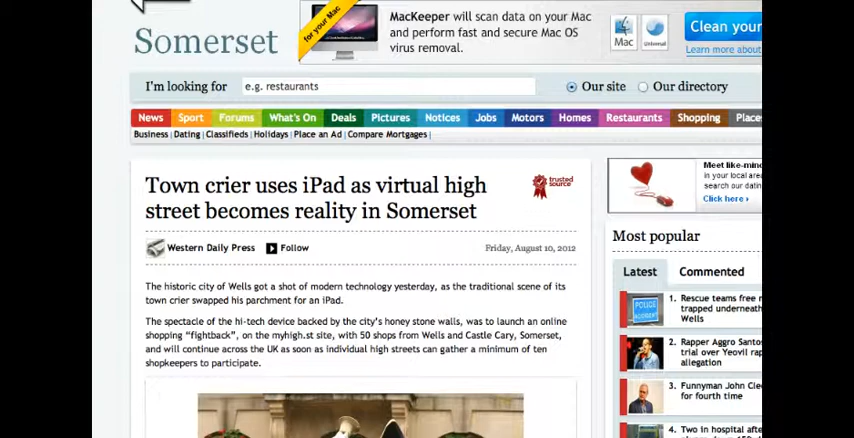 for your Mac
MacKeeper will scan data on your Mac
and perform fast and secure Mac OS
virus removal.
Mac
Universal
Clean your
Learn more about
Somerset
I'm looking for
e.g. restaurants
Our site
Our directory
News Sport Forums What's On Deals Pictures Notices Jobs Motors Homes Restaurants Shopping Places
Business | Dating | Classifieds | Holidays | Place an Ad | Compare Mortgages |
Town crier uses iPad as virtual high
street becomes reality in Somerset
trusted
source
Western Daily Press
Follow
Friday, August 10, 2012
The historic city of Wells got a shot of modern technology yesterday, as the traditional scene of its
town crier swapped his parchment for an iPad.
The spectacle of the hi-tech device backed by the city's honey stone walls, was to launch an online
shopping "fightback", on the myhigh.st site, with 50 shops from Wells and Castle Cary, Somerset,
and will continue across the UK as soon as individual high streets can gather a minimum of ten
shopkeepers to participate.
Meet like-mind
in your local area
search our datin
Click here ›
Most popular
Latest
Commented
1. Rescue teams free
trapped underneath
Wells
POLICE
ACCIDENT
2. Rapper Aggro Santos
trial over Yeovil rap
allegation
3. Funnyman John Clee
for fourth time
4. Two in hospital afte